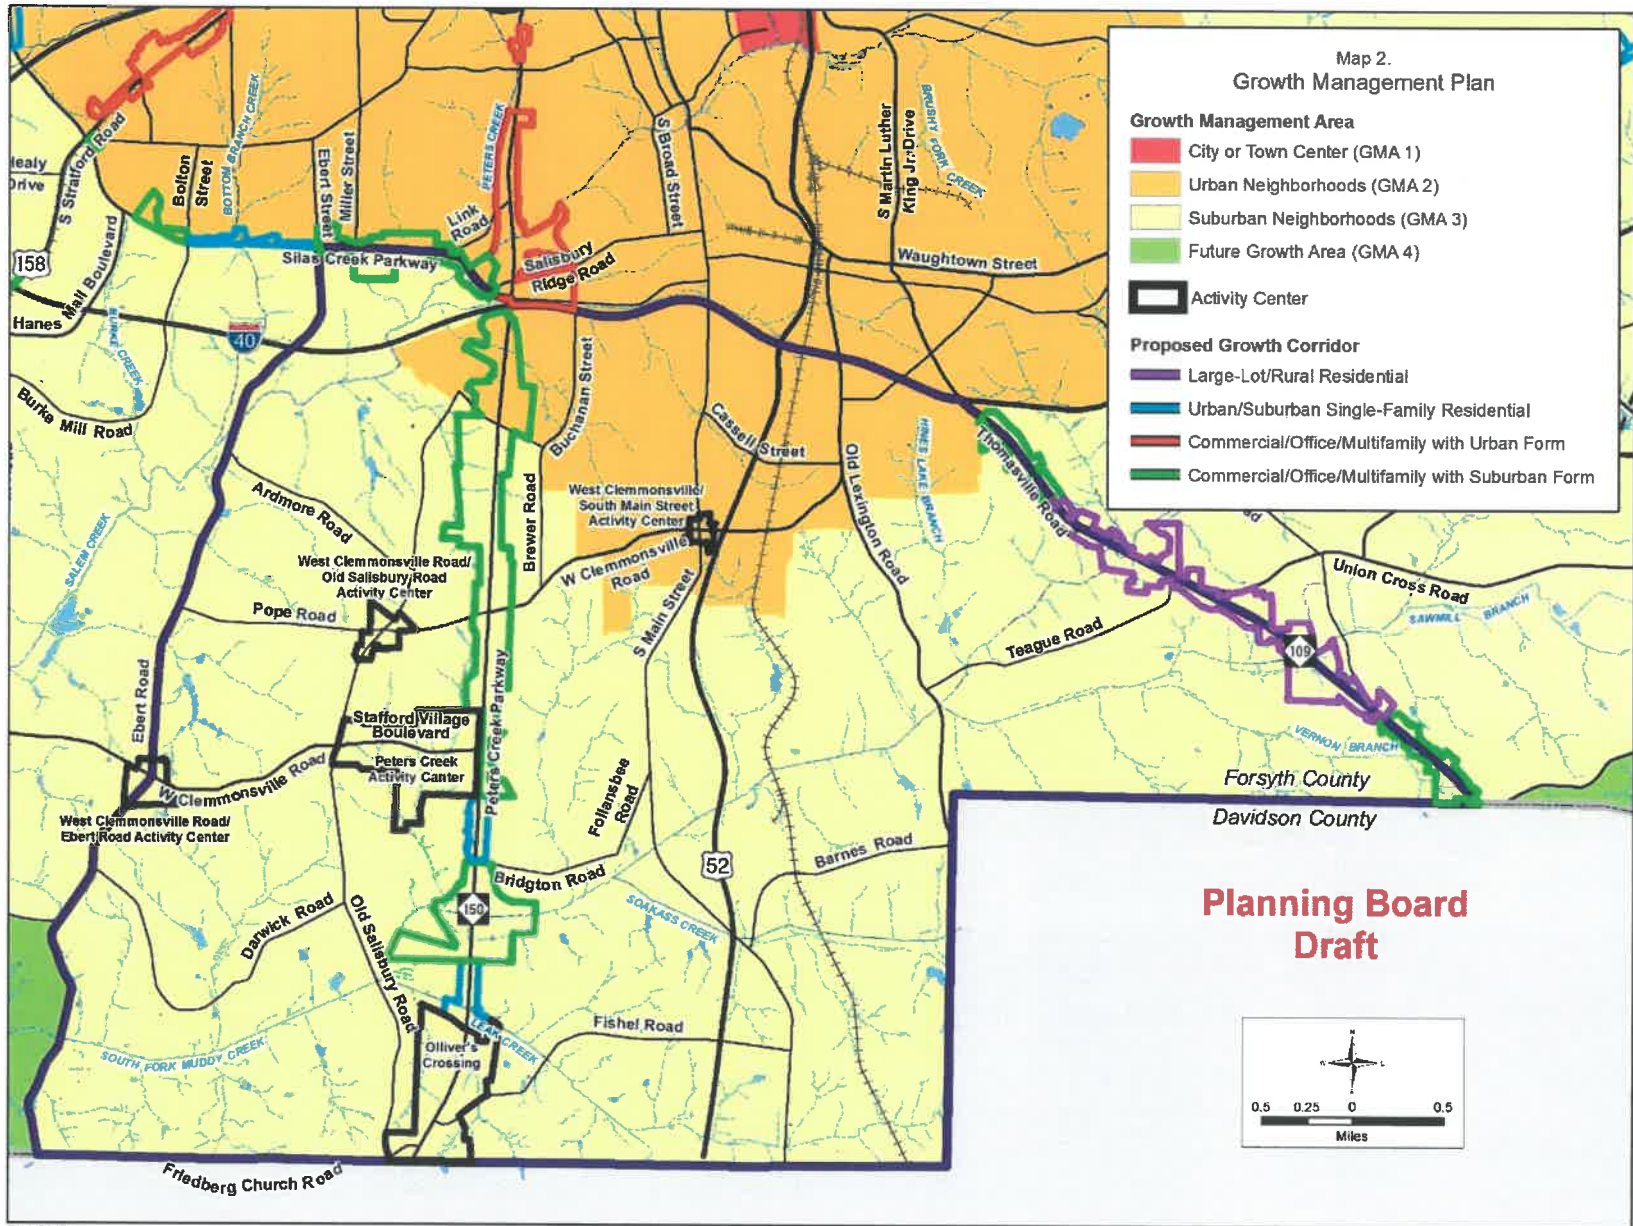 Map 2.
Growth Management Plan
Growth Management Area
City or Town Center (GMA 1)
Urban Neighborhoods (GMA 2)
Suburban Neighborhoods (GMA 3)
Future Growth Area (GMA 4)
Activity Center
Proposed Growth Corridor
Large-Lot/Rural Residential
Urban/Suburban Single-Family Residential
Commercial/Office/Multifamily with Urban Form
Commercial/Office/Multifamily with Suburban Form
Healy
Drive
S Stratford Road
Bolton
Street
BOTTOM BRANCH CREEK
Ebert Street
Miller Street
PETERS CREEK
Link
Road
S Broad Street
S Martin Luther
King Jr. Drive
BRUSHY FORK CREEK
158
Hanes Mall Boulevard
Silas Creek Parkway
Salisbury
Ridge Road
Waughtown Street
BURKE CREEK
40
Burke Mill Road
Buchanan Street
Cassell Street
Thomasville Road
HINES LAKE BRANCH
Old Lexington Road
Ardmore Road
Brewer Road
West Clemmonsville/
South Main Street
Activity Center
W Clemmonsville
Road
SALEM CREEK
West Clemmonsville Road/
Old Salisbury Road
Activity Center
Pope Road
S Main Street
Union Cross Road
SAWMILL BRANCH
Teague Road
109
Ebert Road
Peters Creek Parkway
Stafford Village
Boulevard
Peters Creek
Activity Canter
W Clemmonsville Road
West Clemmonsville Road/
Ebert Road Activity Center
Follansbee
Road
VERNON BRANCH
Forsyth County
Davidson County
52
Barnes Road
Bridgton Road
150
SOAKASS CREEK
Darwick Road
Old Salisbury Road
Planning Board
Draft
Fishel Road
LEAK CREEK
Olliver's
Crossing
SOUTH FORK MUDDY CREEK
Friedberg Church Road
N
W
E
S
0.5 0.25 0 0.5
Miles